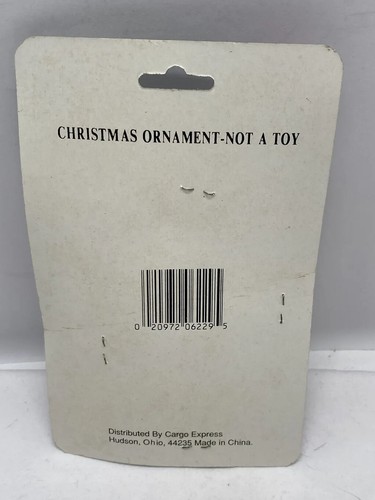 CHRISTMAS ORNAMENT-NOT A TOY
0 20972 06229 5
Distributed By Cargo Express
Hudson, Ohio, 44235 Made in China.